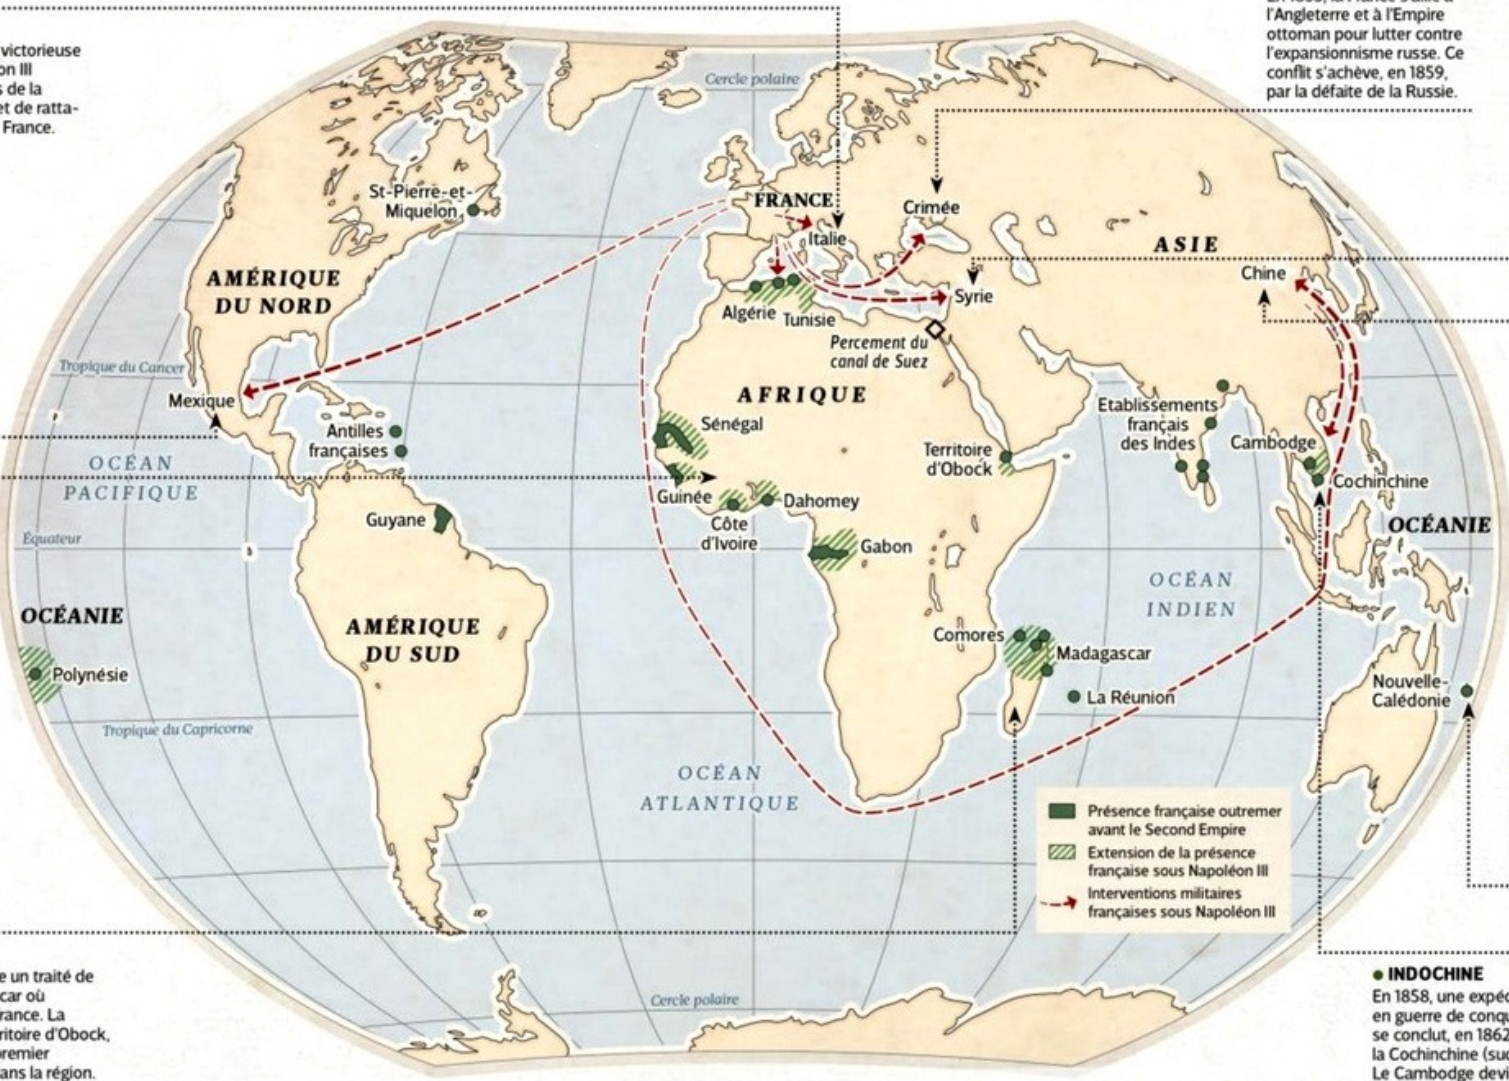 victorieuse
on III
s de la
et de ratta-
France.
l'Angleterre et à l'Empire
ottoman pour lutter contre
l'expansionnisme russe. Ce
conflit s'achève, en 1859,
par la défaite de la Russie.
Cercle polaire
St-Pierre-et-
Miquelon
FRANCE
Italie
Crimée
ASIE
Chine
AMÉRIQUE
DU NORD
Syrie
Algérie
Tunisie
Percement du
canal de Suez
Tropique du Cancer
Mexique
AFRIQUE
Antilles
françaises
Sénégal
Etablissements
français
des Indes
Territoire
d'Obock
Cambodge
Cochinchine
OCÉAN
PACIFIQUE
Guinée
Dahomey
Côte
d'Ivoire
Guyane
Gabon
OCÉANIE
Équateur
OCÉAN
INDIEN
OCÉANIE
AMÉRIQUE
DU SUD
Comores
Madagascar
Polynésie
La Réunion
Nouvelle-
Calédonie
Tropique du Capricorne
OCÉAN
ATLANTIQUE
Présence française outremer
avant le Second Empire
Extension de la présence
française sous Napoléon III
Interventions militaires
françaises sous Napoléon III
Cercle polaire
e un traité de
car où
rance. La
ritoire d'Obock,
premier
ans la région.
• INDOCHINE
En 1858, une expéd
en guerre de conqu
se conclut, en 1862
la Cochinchine (sud
Le Cambodge devi